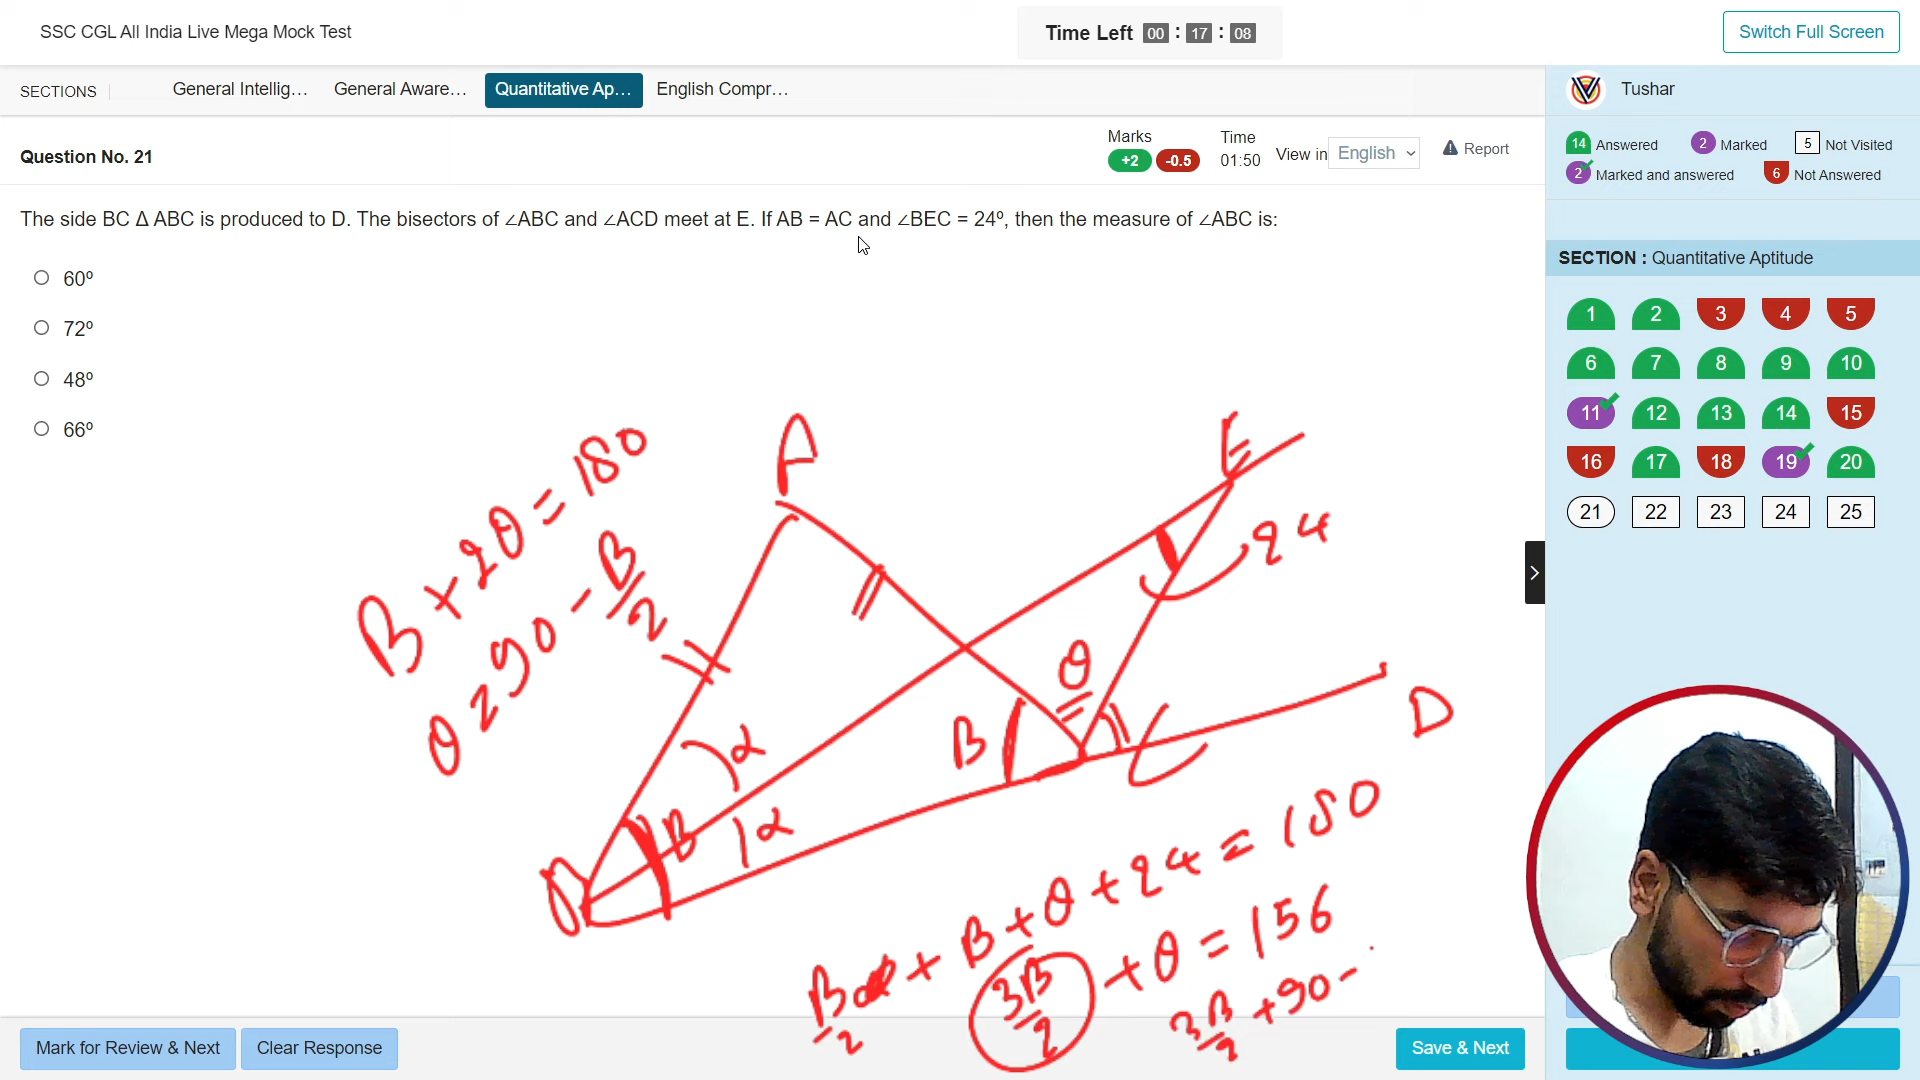 SSC CGL All India Live Mega Mock Test
Time Left 00 : 17 : 08
Switch Full Screen
SECTIONS
General Intellig...
General Aware...
Quantitative Ap...
English Compr...
Tushar
Question No. 21
Marks
+2 -0.5
Time
01:50
View in English
Report
14 Answered
2 Marked
5 Not Visited
2 Marked and answered
6 Not Answered
The side BC Δ ABC is produced to D. The bisectors of ∠ABC and ∠ACD meet at E. If AB = AC and ∠BEC = 24º, then the measure of ∠ABC is:
60º
72º
48º
66º
SECTION : Quantitative Aptitude
1 2 3 4 5
6 7 8 9 10
11 12 13 14 15
16 17 18 19 20
21 22 23 24 25
B + 2θ = 180
θ = 90 - B/2
A
E
24
θ
B
C
D
α
α
B
B
B/2 + B + θ + 24 = 180
3B/2 + θ = 156
3B/2 + 90 -
Mark for Review & Next
Clear Response
Save & Next